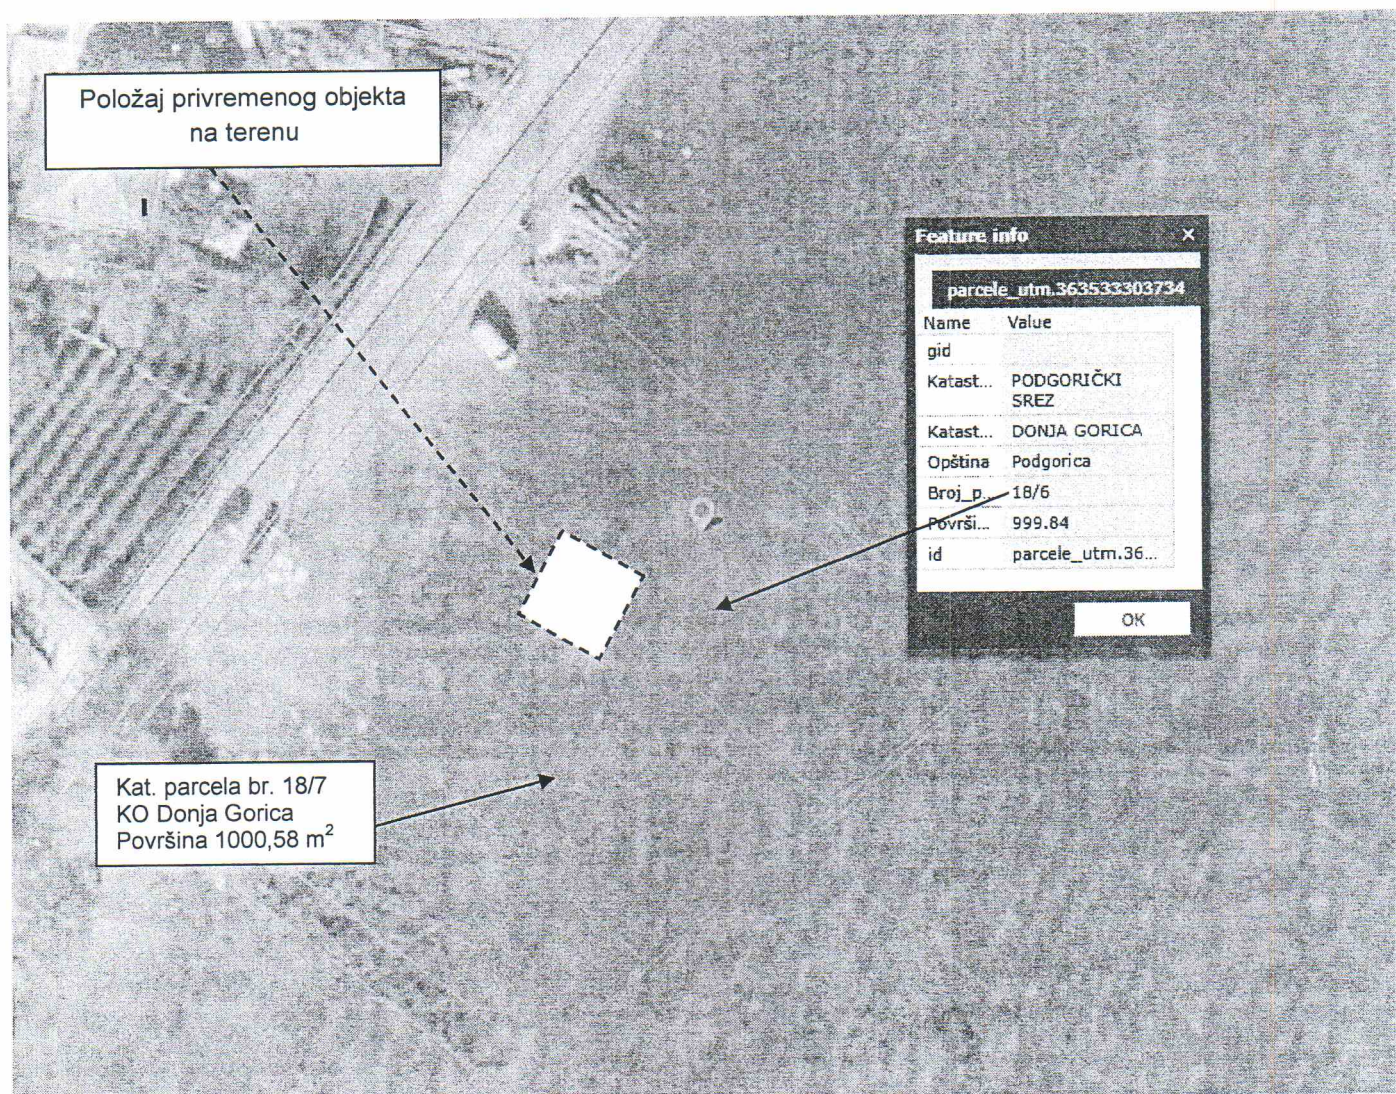 Položaj privremenog objekta
na terenu
Feature info
parcele_utm.363533303734
Name Value
gid
Katast... PODGORIČKI
SREZ
Katast... DONJA GORICA
Opština Podgorica
Broj_p... 18/6
Površi... 999.84
id parcele_utm.36...
OK
Kat. parcela br. 18/7
KO Donja Gorica
Površina 1000,58 m²